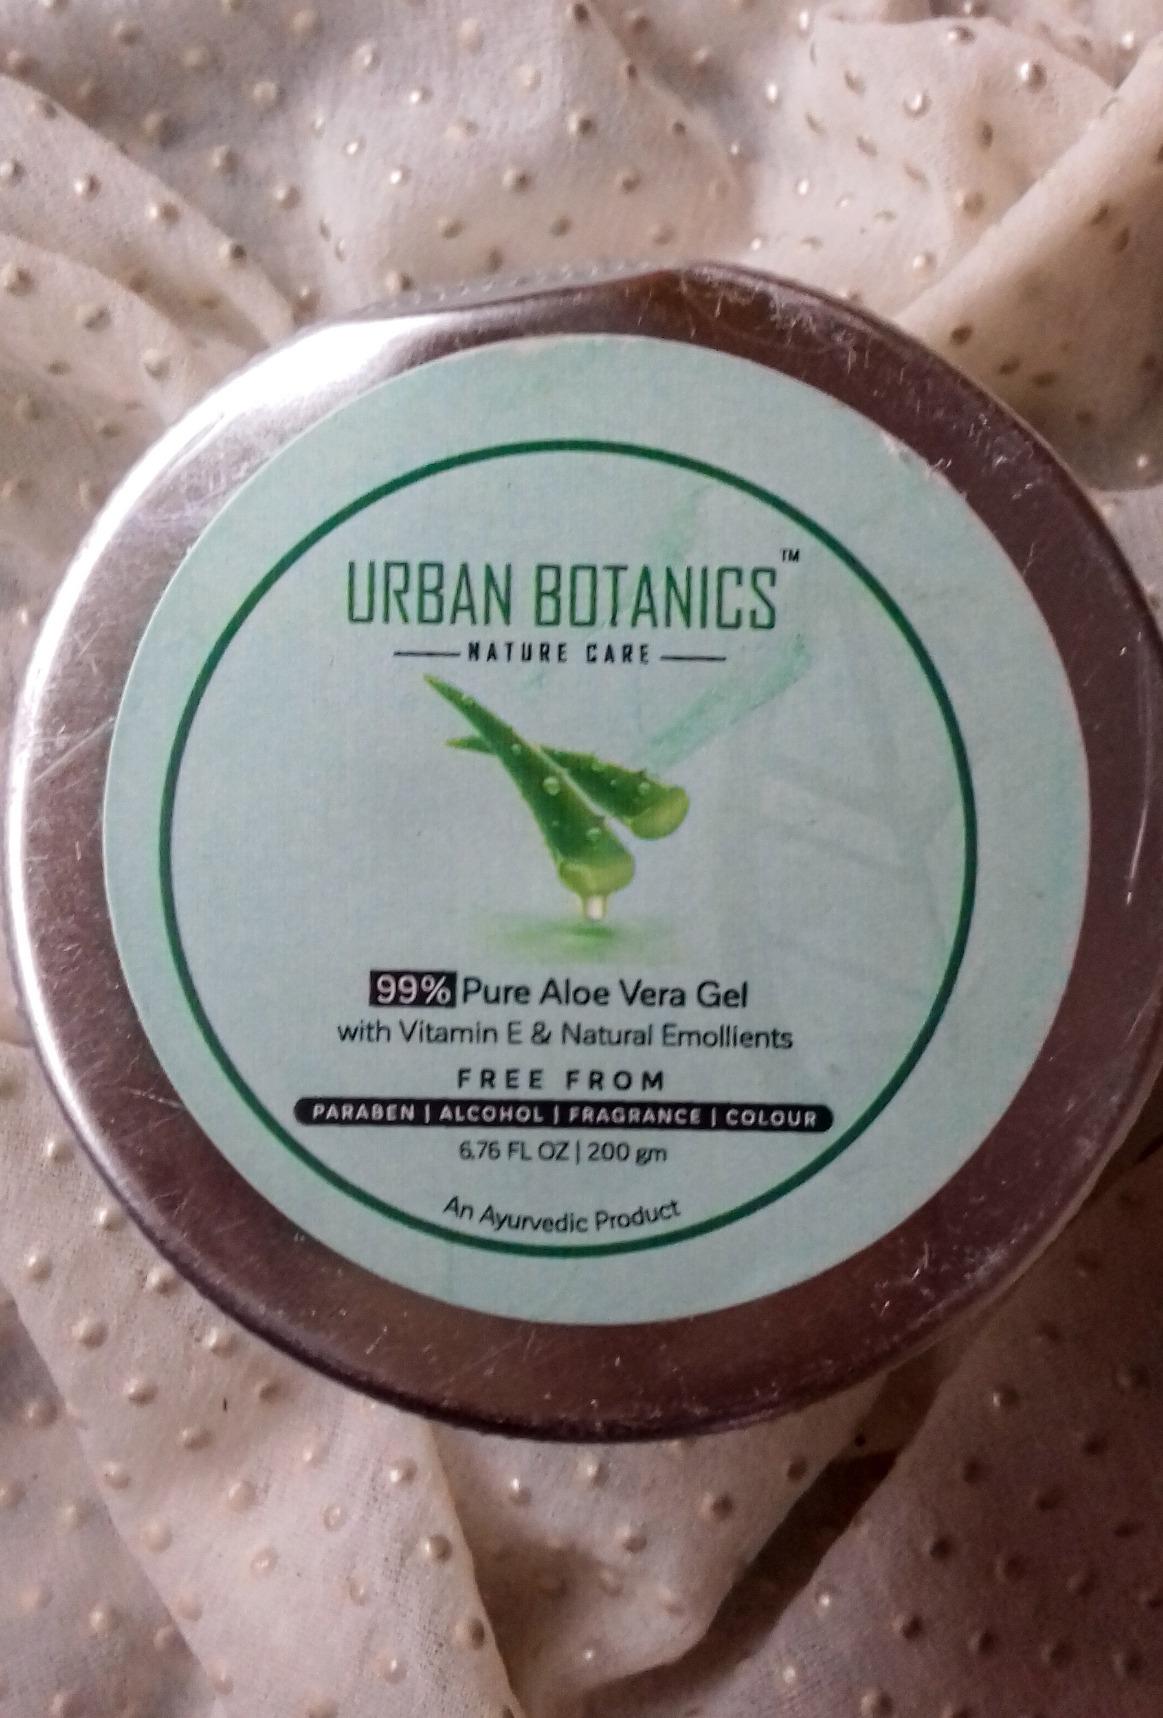 URBAN BOTANICS™
NATURE CARE
99% Pure Aloe Vera Gel
with Vitamin E & Natural Emollients
FREE FROM
PARABEN | ALCOHOL | FRAGRANCE | COLOUR
6.76 FL OZ | 200 gm
An Ayurvedic Product